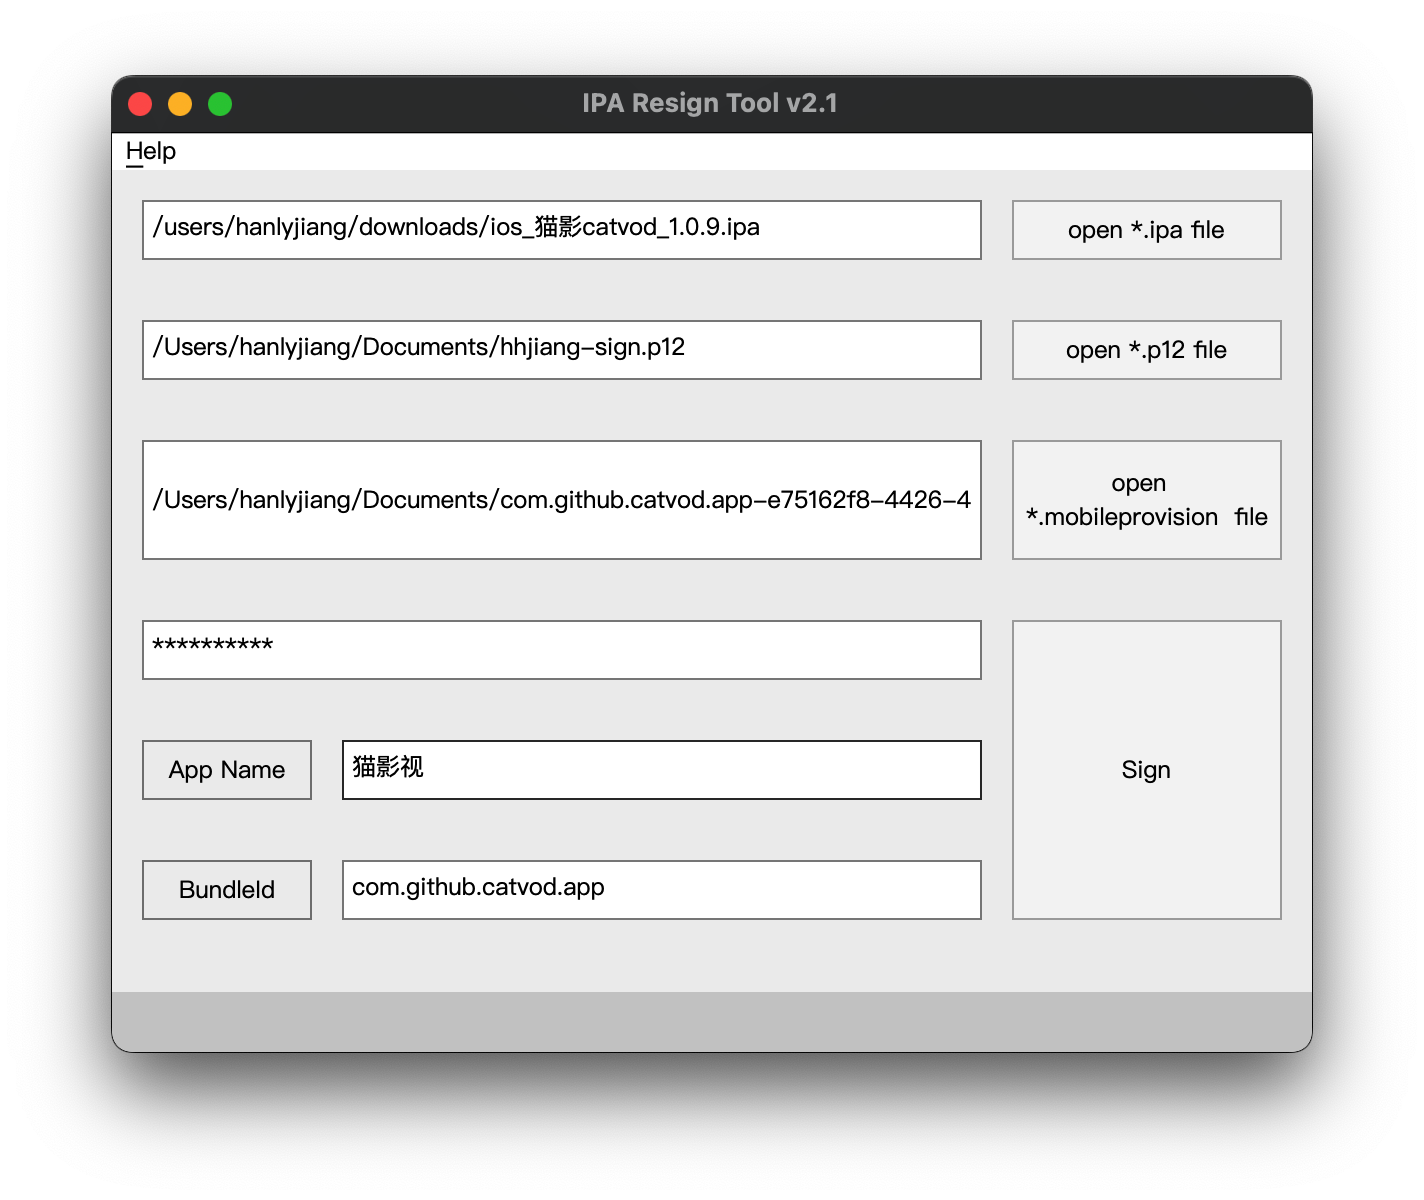 IPA Resign Tool v2.1
Help
/users/hanlyjiang/downloads/ios_猫影catvod_1.0.9.ipa
open *.ipa file
/Users/hanlyjiang/Documents/hhjiang-sign.p12
open *.p12 file
/Users/hanlyjiang/Documents/com.github.catvod.app-e75162f8-4426-4
open
*.mobileprovision file
**********
App Name
猫影视
Sign
BundleId
com.github.catvod.app